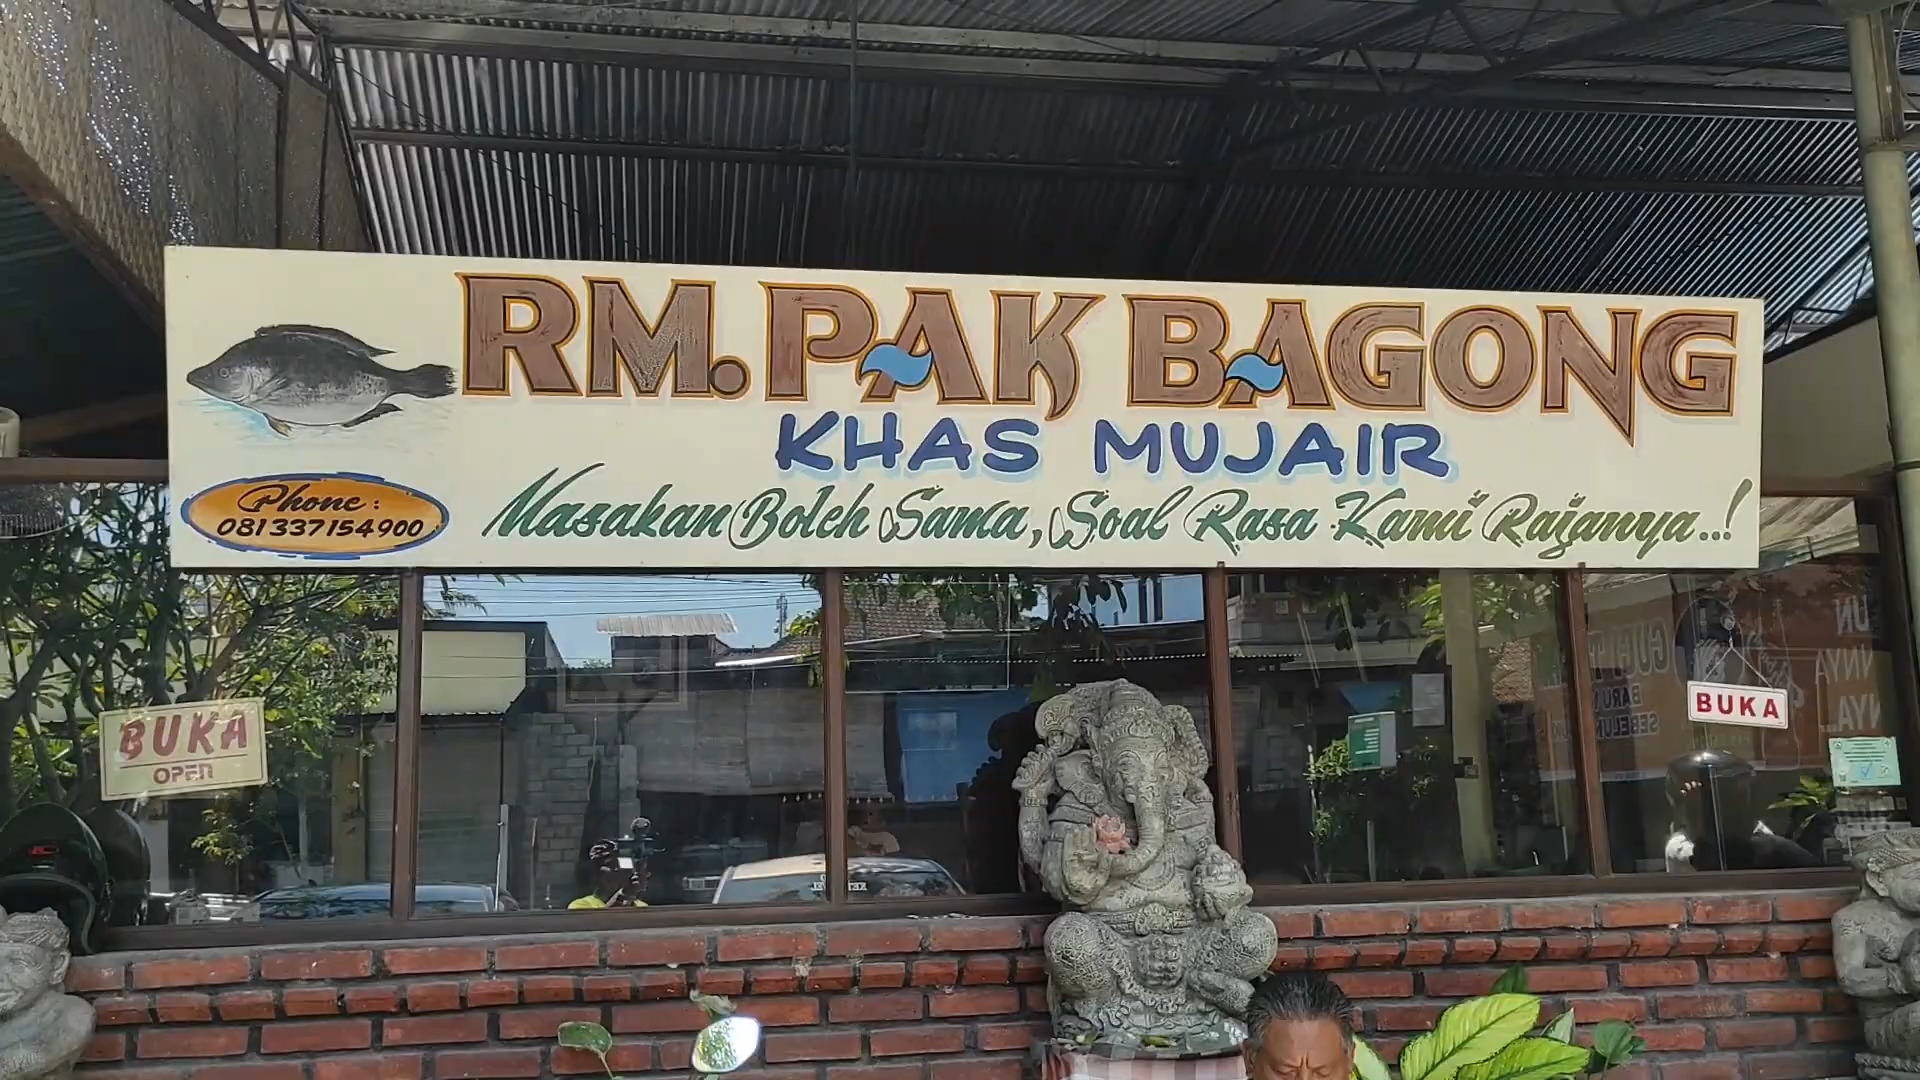 RM. PAK BAGONG
KHAS MUJAIR
Masakan Boleh Sama, Soal Rasa Kami Rajanya..!
Phone :
081337154900
BUKA
OPEN
BUKA